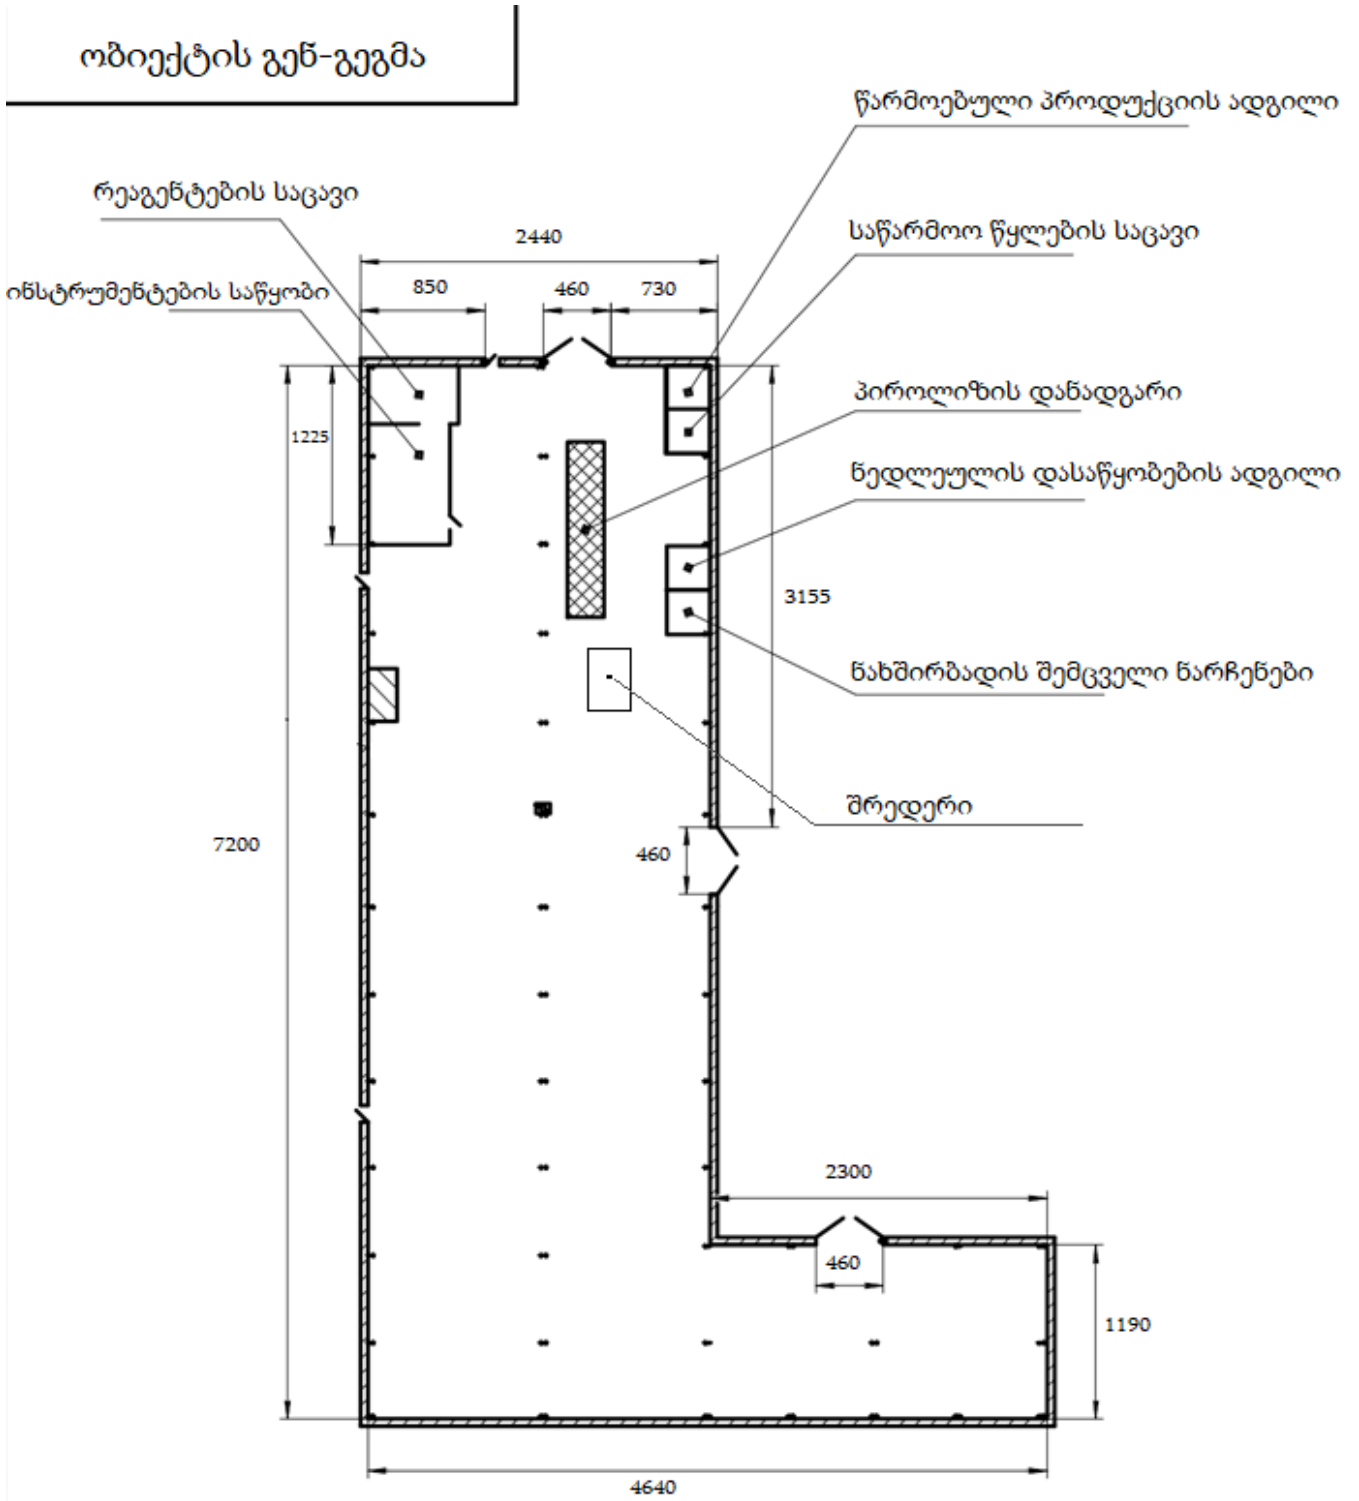 ობიექტის გენ-გეგმა
წარმოებული პროდუქციის ადგილი
რეაგენტების საცავი
საწარმოო წყლების საცავი
2440
ინსტრუმენტების საწყობი
850
460
730
პიროლიზის დანადგარი
1225
ნედლეულის დასაწყობების ადგილი
3155
ნახშირბადის შემცველი ნარჩენები
შრედერი
7200
460
2300
460
1190
4640